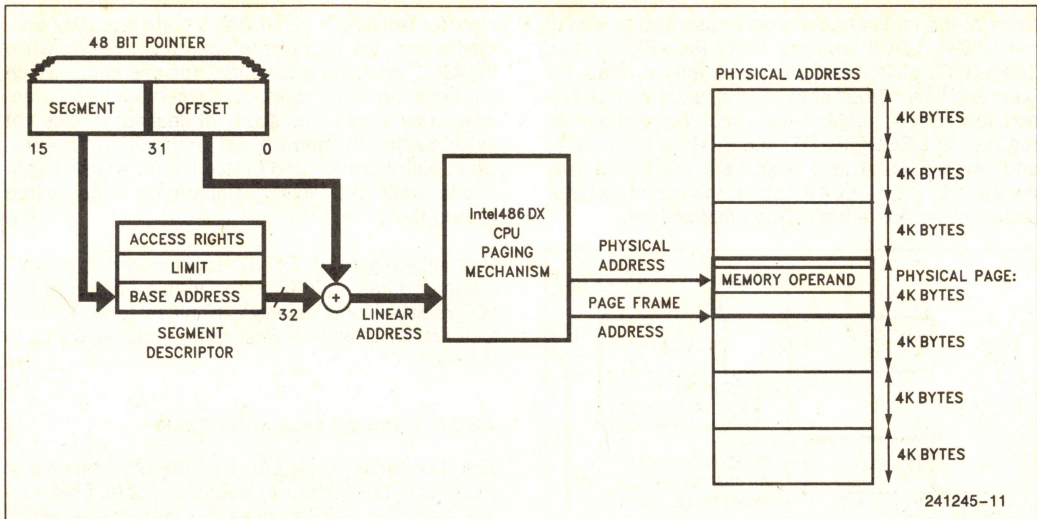 48 BIT POINTER
SEGMENT
OFFSET
15
31
0
ACCESS RIGHTS
LIMIT
BASE ADDRESS
SEGMENT
DESCRIPTOR
32
+
LINEAR
ADDRESS
Intel486 DX
CPU
PAGING
MECHANISM
PHYSICAL
ADDRESS
PAGE FRAME
ADDRESS
PHYSICAL ADDRESS
4K BYTES
4K BYTES
4K BYTES
MEMORY OPERAND
PHYSICAL PAGE:
4K BYTES
4K BYTES
4K BYTES
4K BYTES
241245-11